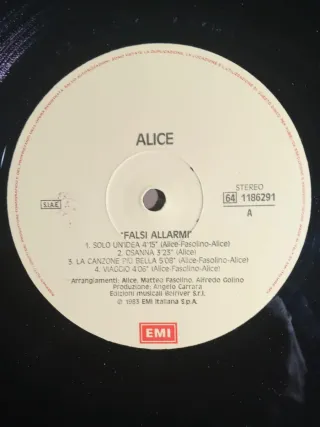 ALICE
S.I.A.E.
STEREO
64 1186291
A
"FALSI ALLARMI"
1. SOLO UN'IDEA 4'15" (Alice-Fasolino-Alice)
2. OSANNA 3'23" (Alice)
3. LA CANZONE PIÙ BELLA 5'08" (Alice-Fasolino-Alice)
4. VIAGGIO 4'06" (Alice-Fasolino-Alice)
Arrangiamenti: Alice, Matteo Fasolino, Alfredo Golino
Produzione: Angelo Carrara
Edizioni musicali Belriver S.r.l.
℗ 1983 EMI Italiana S.p.A.
EMI